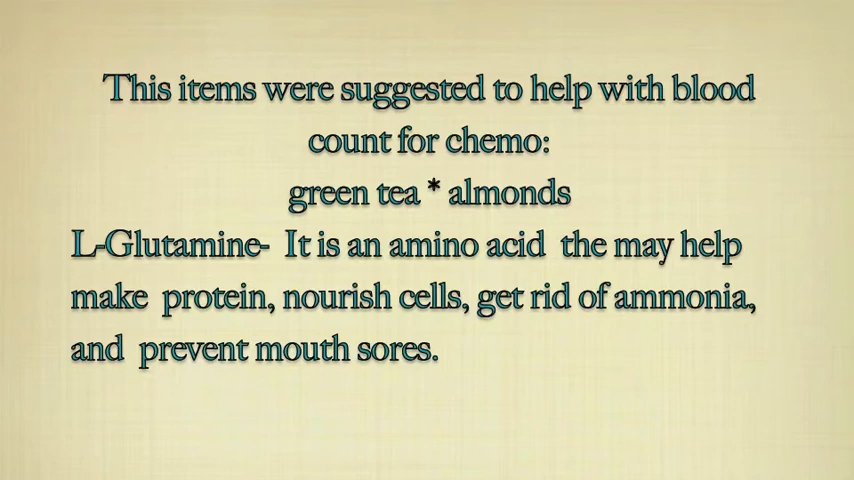 This items were suggested to help with blood
count for chemo:
green tea * almonds
L-Glutamine- It is an amino acid the may help
make protein, nourish cells, get rid of ammonia,
and prevent mouth sores.